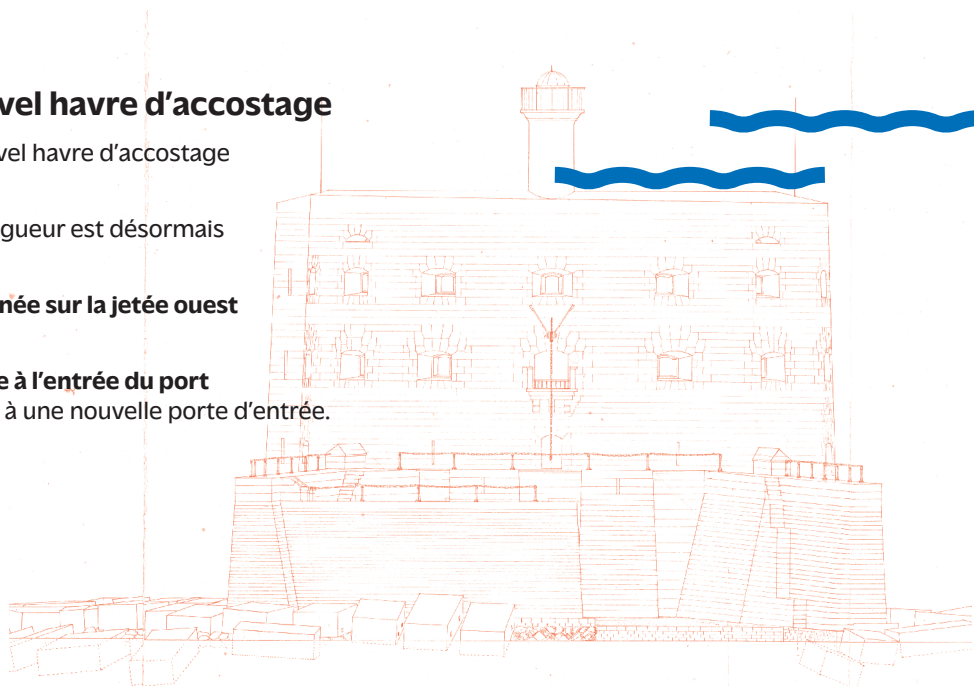 vel havre d’accostage
vel havre d’accostage
gueur est désormais
née sur la jetée ouest
e à l’entrée du port
à une nouvelle porte d’entrée.